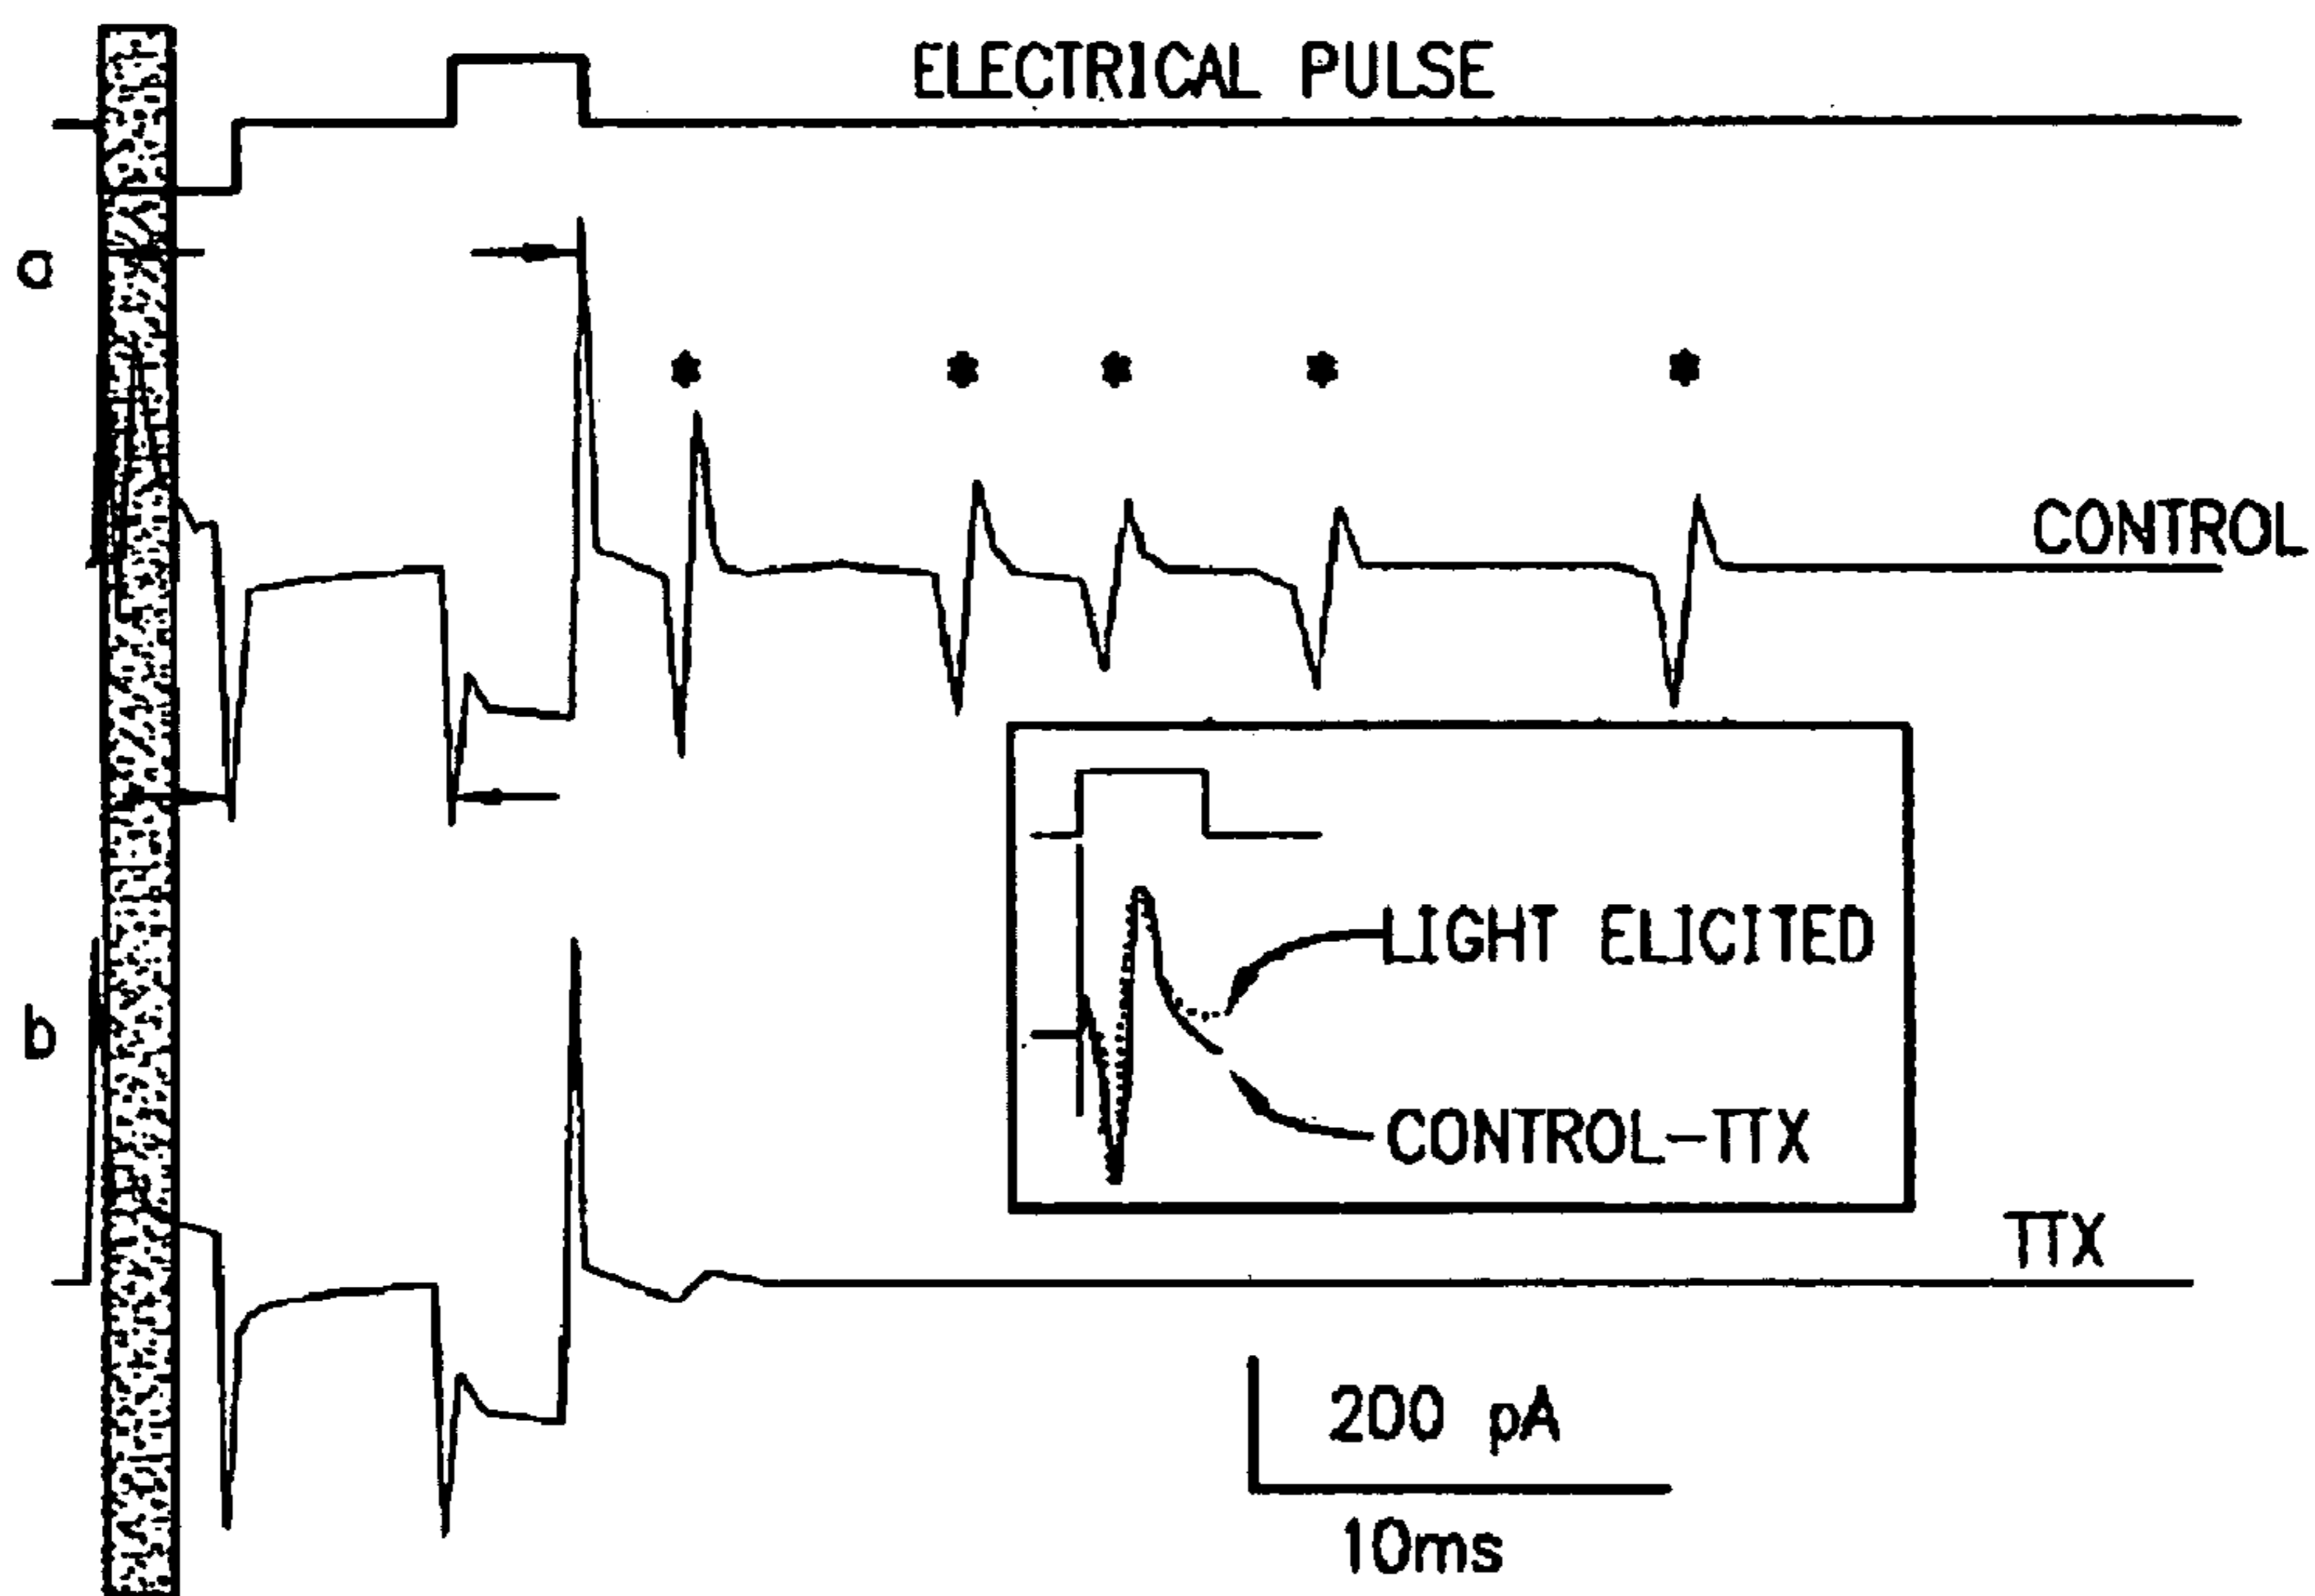 ELECTRICAL PULSE
a
* * * * *
CONTROL
LIGHT ELICITED
b
CONTROL-TTX
TTX
200 pA
10ms